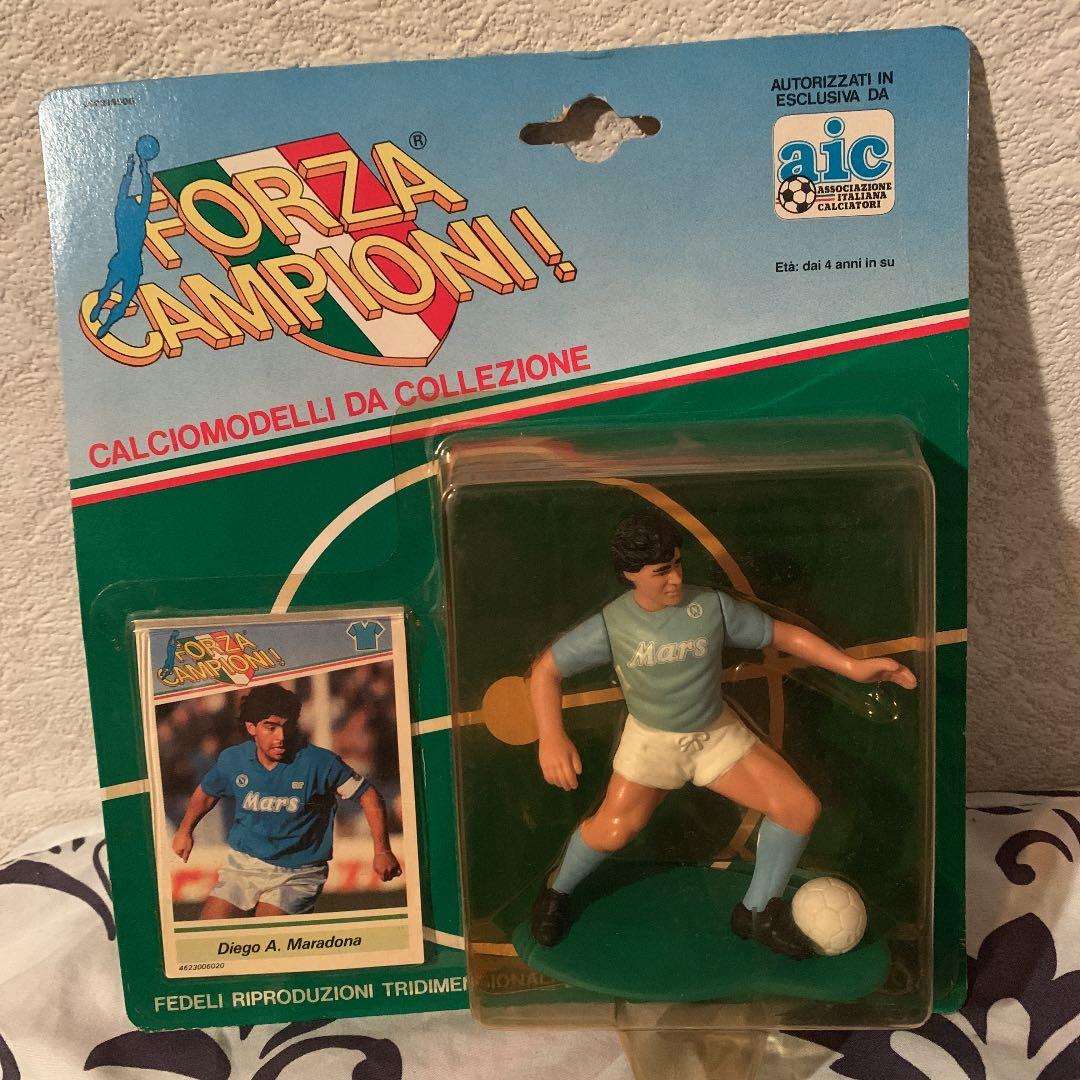 FORZA
CAMPIONI!
®
AUTORIZZATI IN
ESCLUSIVA DA
aic
ASSOCIAZIONE
ITALIANA
CALCIATORI
Età: dai 4 anni in su
CALCIOMODELLI DA COLLEZIONE
FORZA
CAMPIONI!
Mars
Mars
Diego A. Maradona
4623006020
FEDELI RIPRODUZIONI